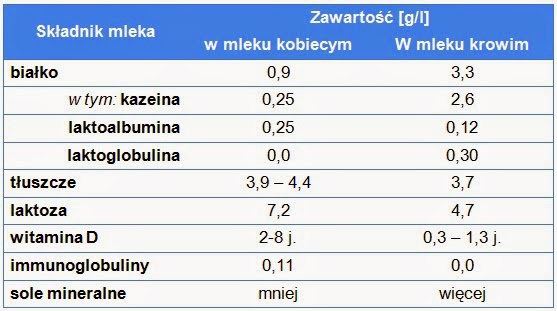 Składnik mleka Zawartość [g/l]
w mleku kobiecym W mleku krowim
białko 0,9 3,3
w tym: kazeina 0,25 2,6
laktoalbumina 0,25 0,12
laktoglobulina 0,0 0,30
tłuszcze 3,9 – 4,4 3,7
laktoza 7,2 4,7
witamina D 2-8 j. 0,3 – 1,3 j.
immunoglobuliny 0,11 0,0
sole mineralne mniej więcej